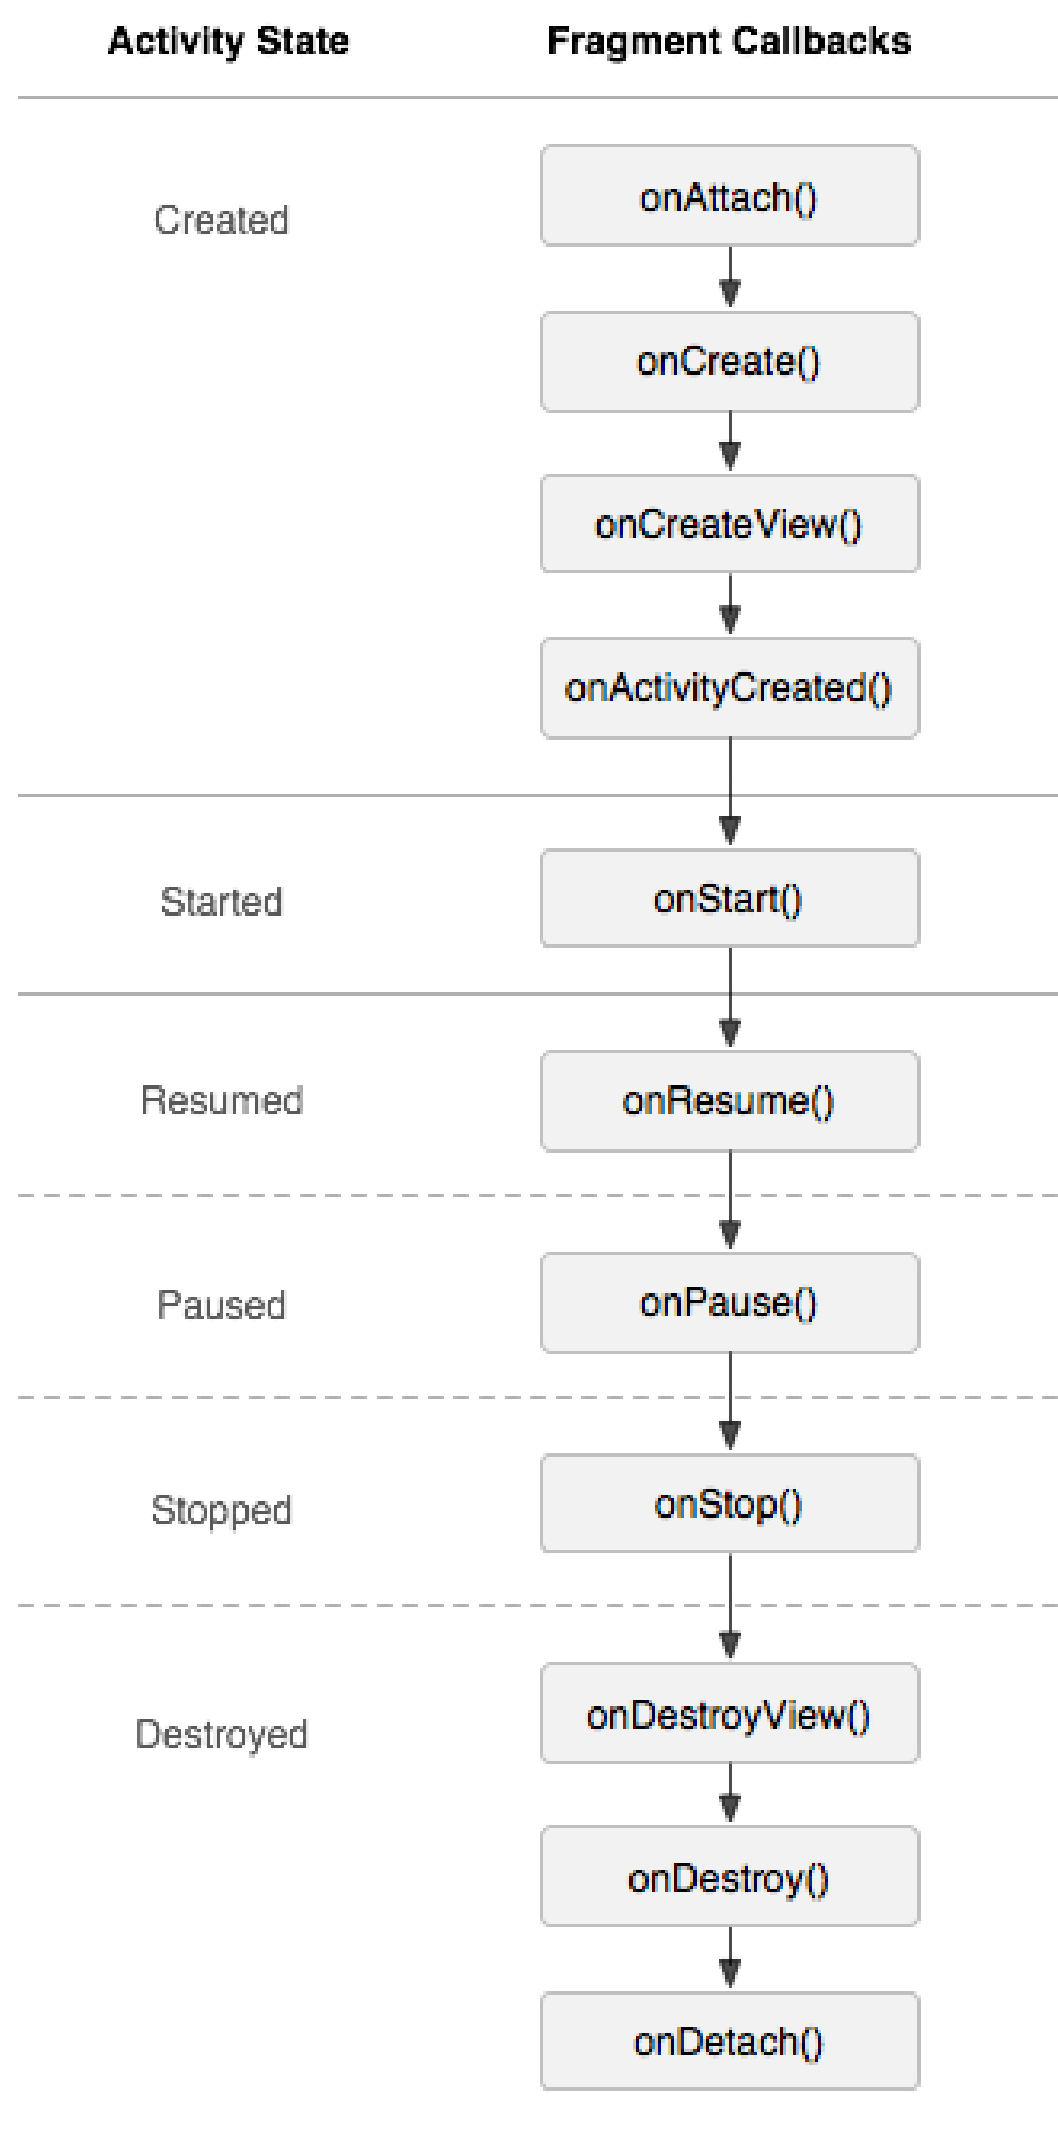 Activity State Fragment Callbacks
Created
onAttach()
onCreate()
onCreateView()
onActivityCreated()
Started
onStart()
Resumed
onResume()
Paused
onPause()
Stopped
onStop()
Destroyed
onDestroyView()
onDestroy()
onDetach()